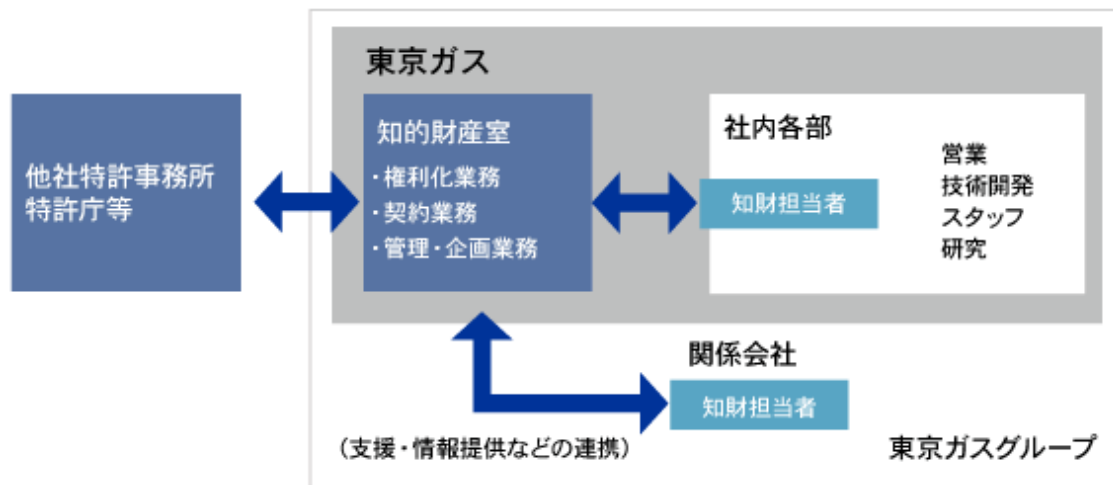 東京ガス
他社特許事務所
特許庁等
知的財産室
・権利化業務
・契約業務
・管理・企画業務
社内各部
知財担当者
営業
技術開発
スタッフ
研究
関係会社
知財担当者
（支援・情報提供などの連携）
東京ガスグループ